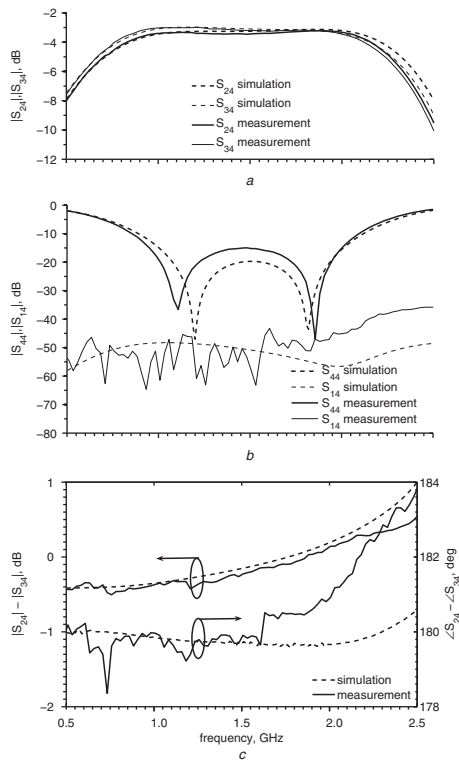 |S24|,|S34|, dB
−2
−4
−6
−8
−10
−12
S24 simulation
S34 simulation
S24 measurement
S34 measurement
a
|S44|,|S14|, dB
0
−10
−20
−30
−40
−50
−60
−70
−80
S44 simulation
S14 simulation
S44 measurement
S14 measurement
b
|S24| − |S34|, dB
1
0
−1
−2
184
182
180
178
∠S24 − ∠S34, deg
simulation
measurement
0.5 1.0 1.5 2.0 2.5
frequency, GHz
c